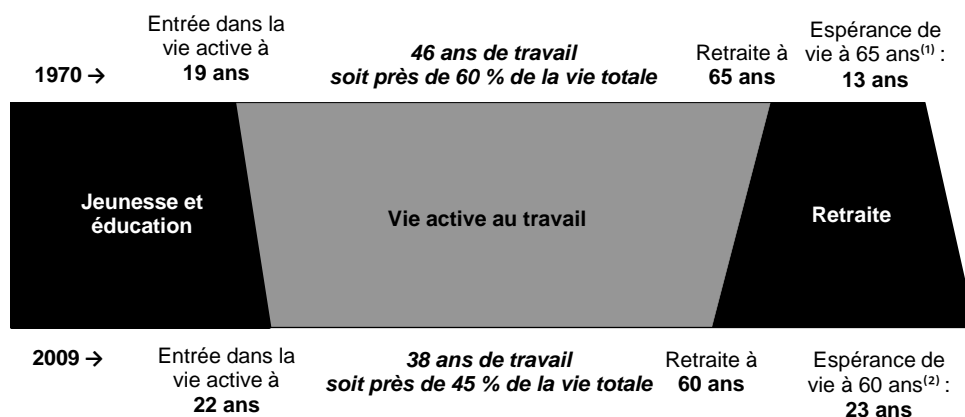 Entrée dans la
vie active à
19 ans
1970 →
46 ans de travail
soit près de 60 % de la vie totale
Retraite à
65 ans
Espérance de
vie à 65 ans⁽¹⁾ :
13 ans
Jeunesse et
éducation
Vie active au travail
Retraite
2009 →
Entrée dans la
vie active à
22 ans
38 ans de travail
soit près de 45 % de la vie totale
Retraite à
60 ans
Espérance de
vie à 60 ans⁽²⁾ :
23 ans